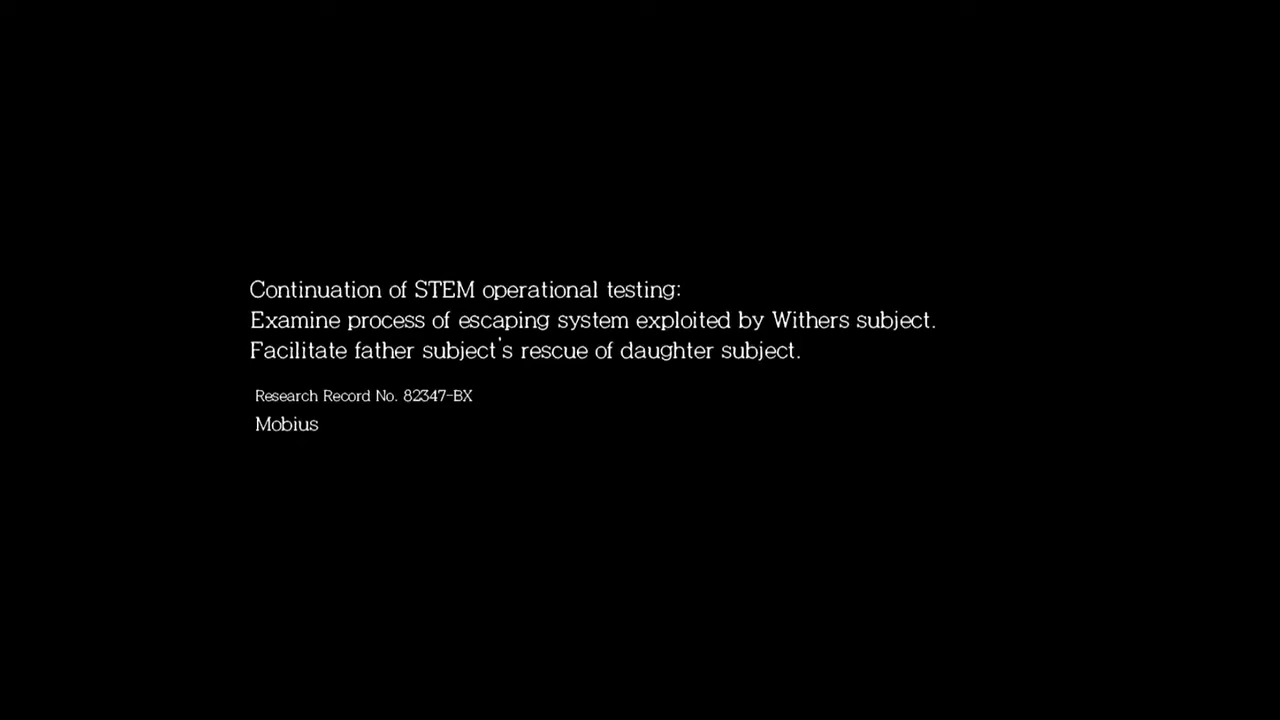 Continuation of STEM operational testing:
Examine process of escaping system exploited by Withers subject.
Facilitate father subject's rescue of daughter subject.
Research Record No. 82347-BX
Mobius